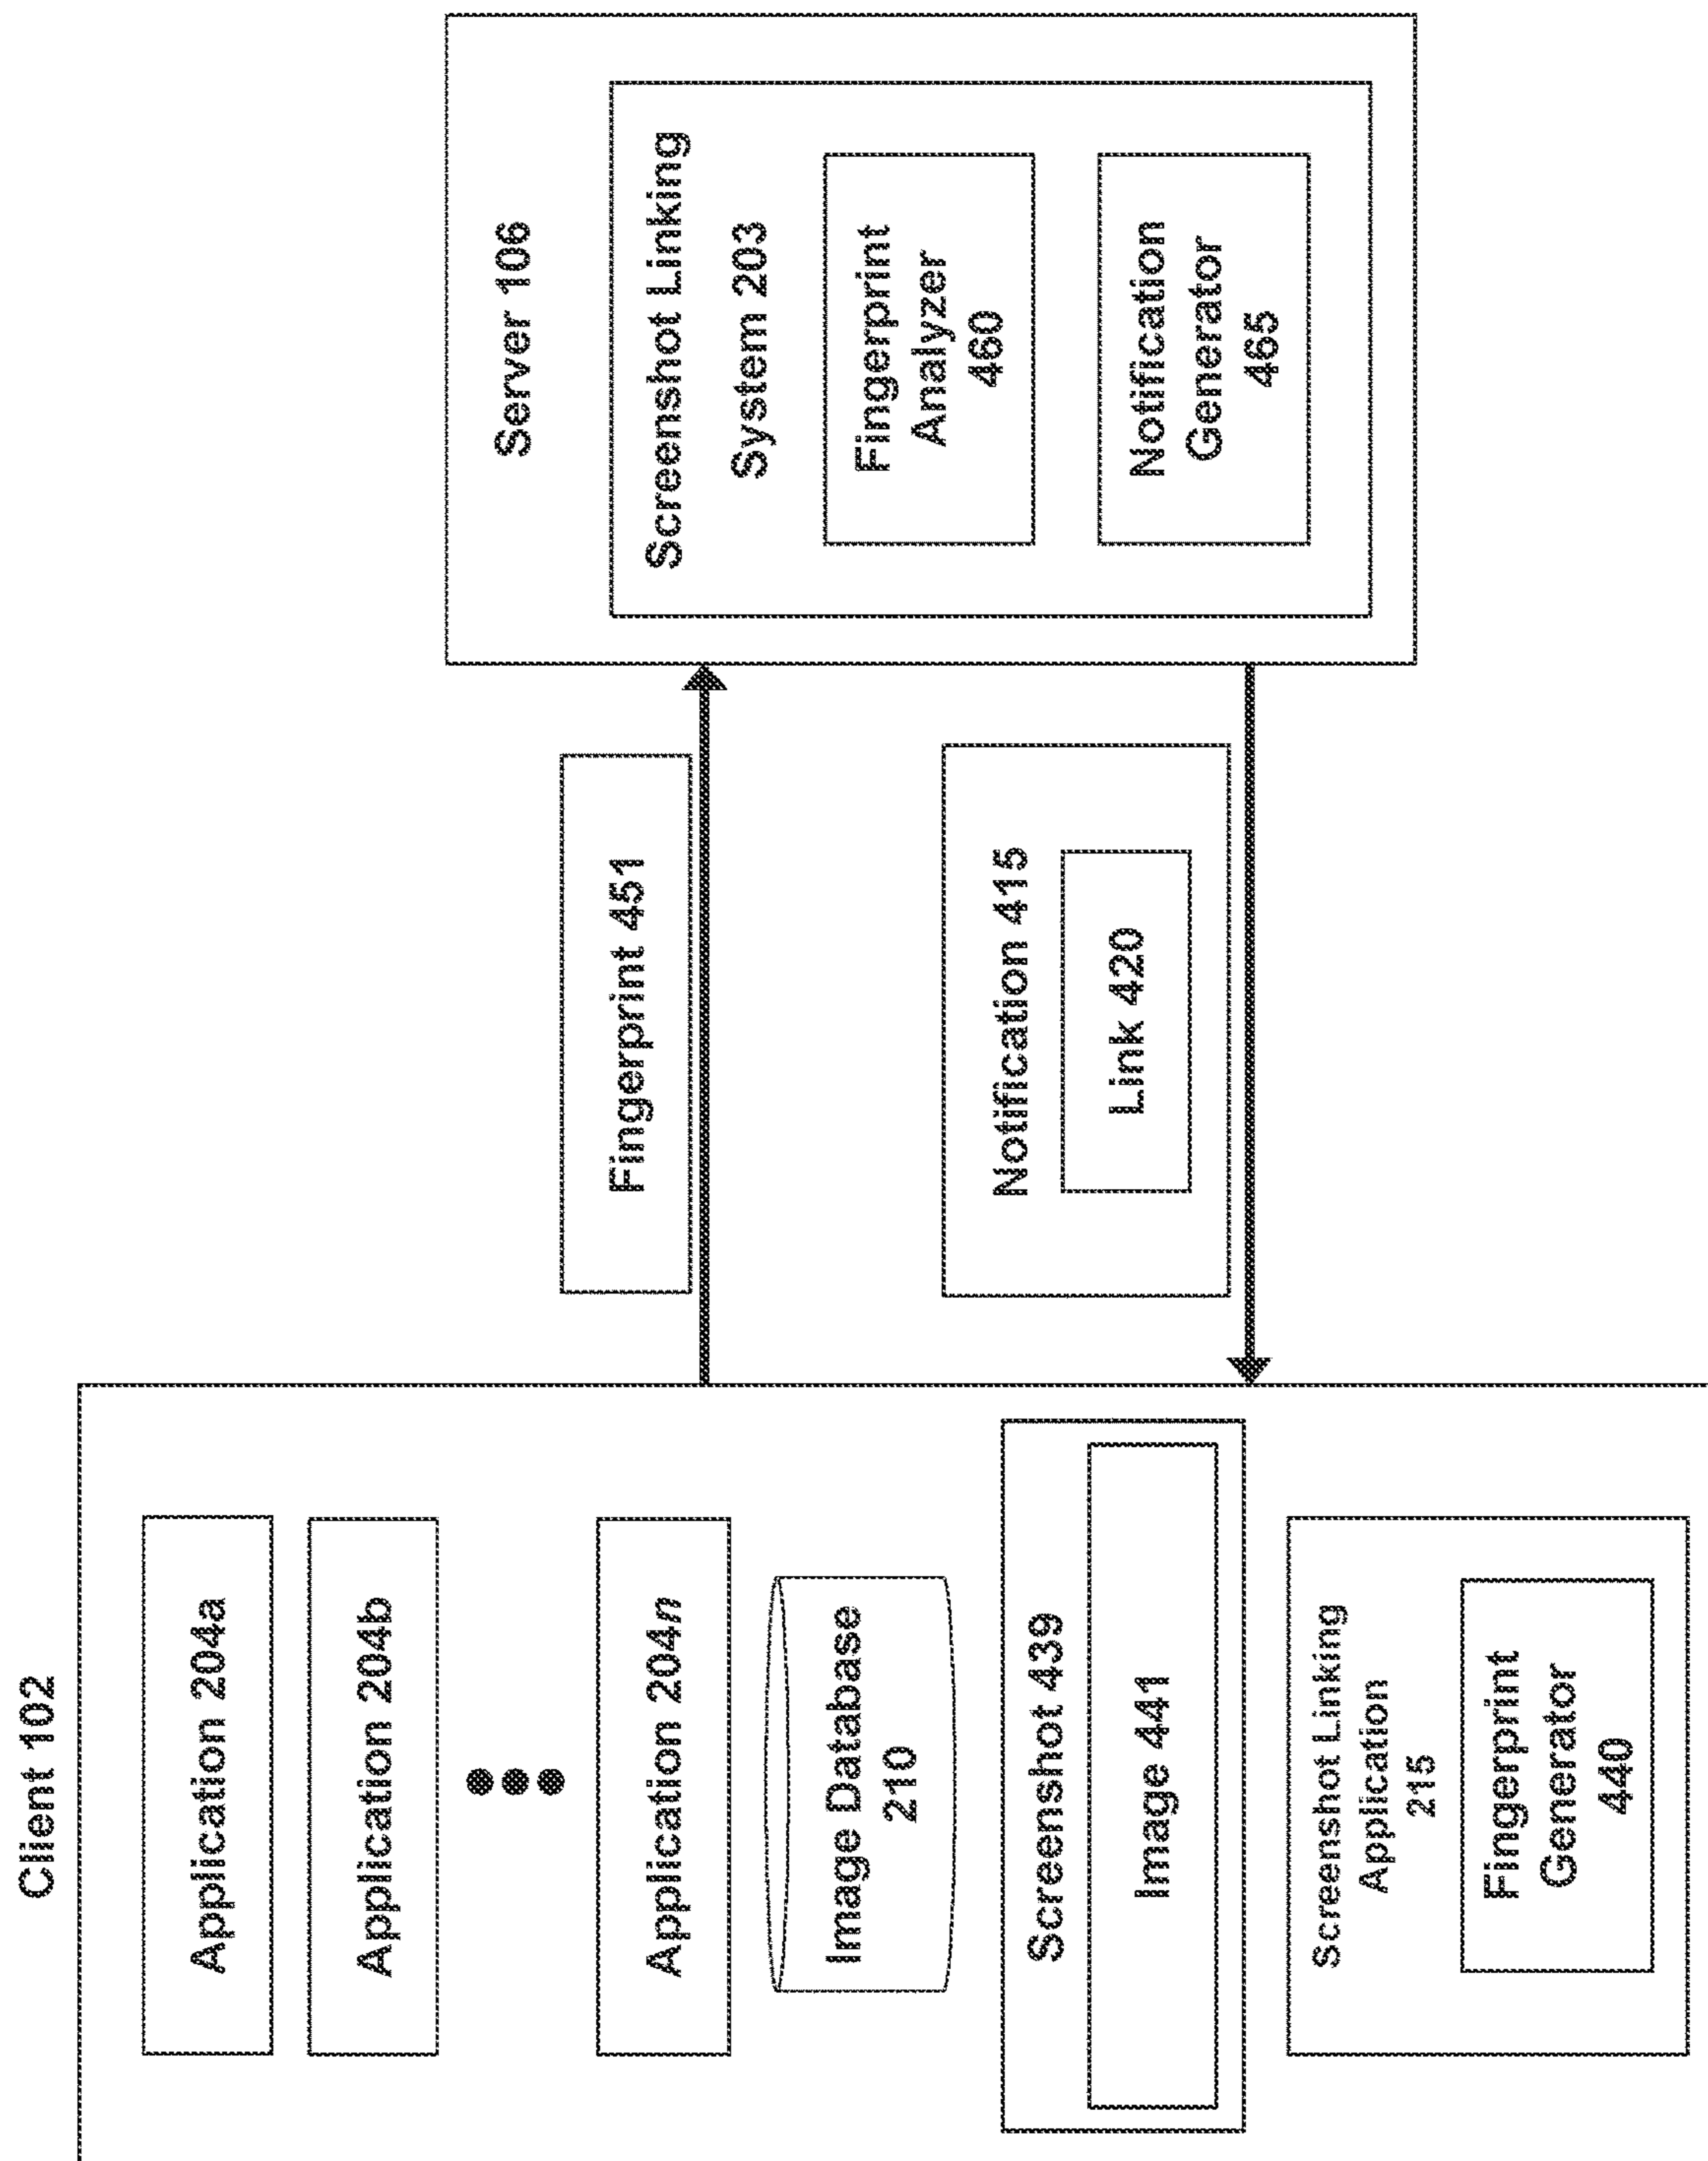 Client 102
Application 204a
Application 204b
Application 204n
Image Database
210
Screenshot 439
Image 441
Screenshot Linking
Application
215
Fingerprint
Generator
440
Fingerprint 451
Notification 415
Link 420
Server 106
Screenshot Linking
System 203
Fingerprint
Analyzer
460
Notification
Generator
465